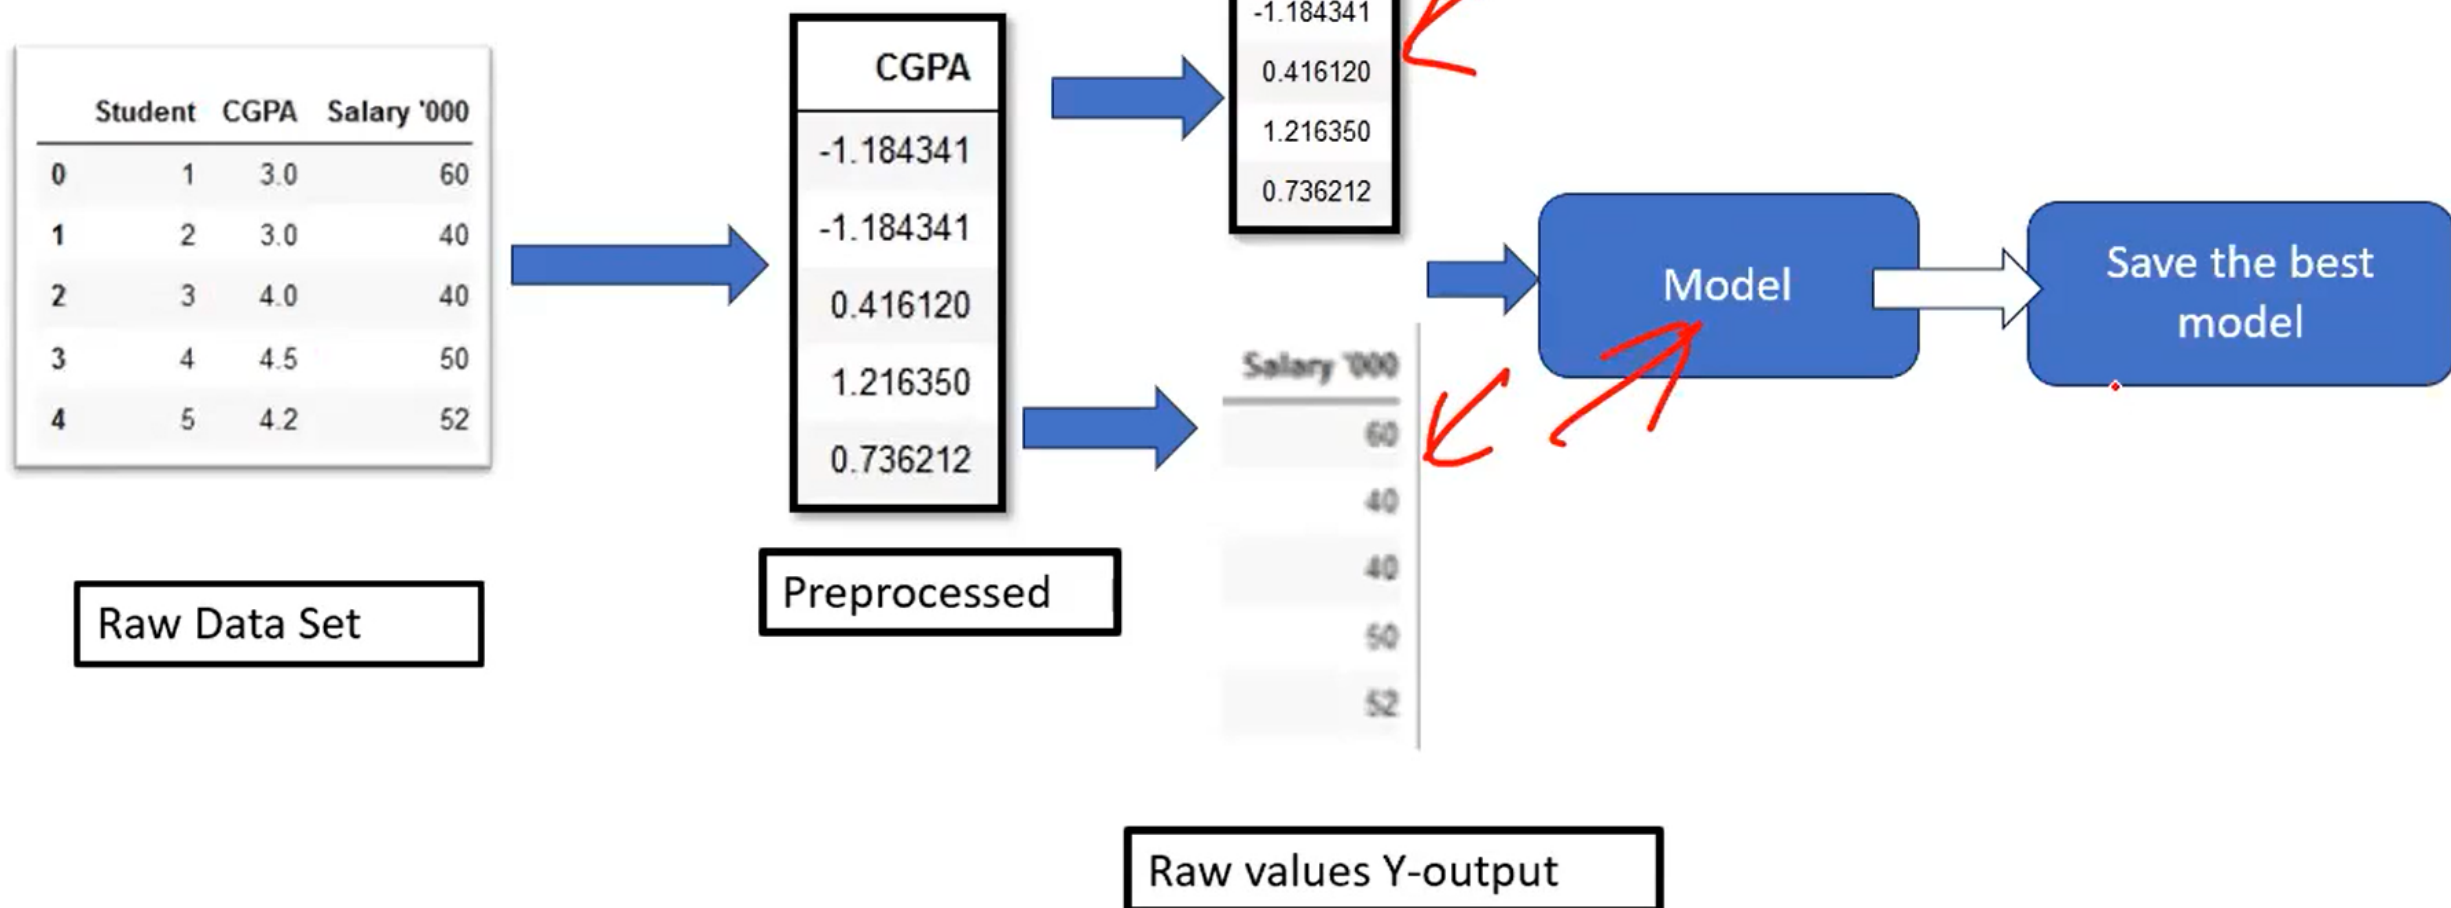 Student CGPA Salary '000
0 1 3.0 60
1 2 3.0 40
2 3 4.0 40
3 4 4.5 50
4 5 4.2 52
Raw Data Set
CGPA
-1.184341
-1.184341
0.416120
1.216350
0.736212
Preprocessed
-1.184341
0.416120
1.216350
0.736212
Salary '000
60
40
40
50
52
Raw values Y-output
Model
Save the best
model